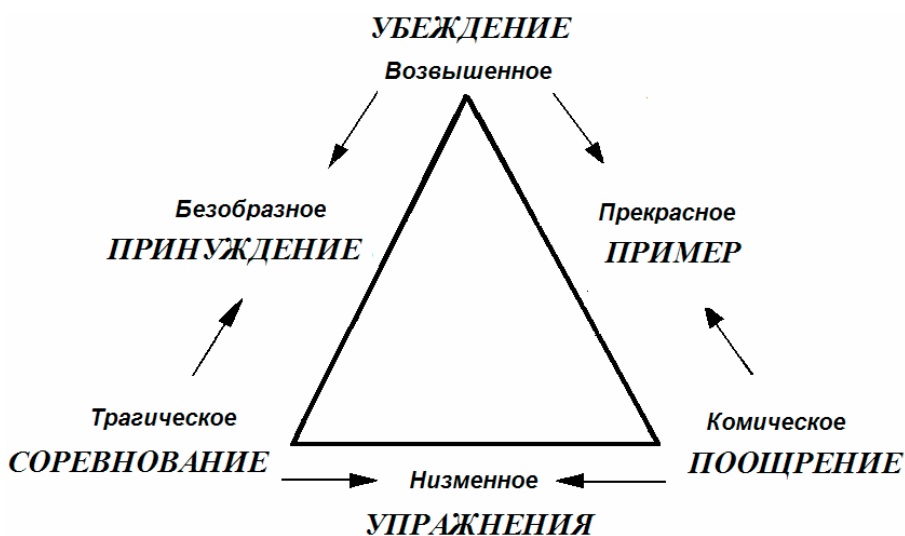 УБЕЖДЕНИЕ
Возвышенное
Безобразное
ПРИНУЖДЕНИЕ
Прекрасное
ПРИМЕР
Трагическое
СОРЕВНОВАНИЕ
Низменное
УПРАЖНЕНИЯ
Комическое
ПООЩРЕНИЕ